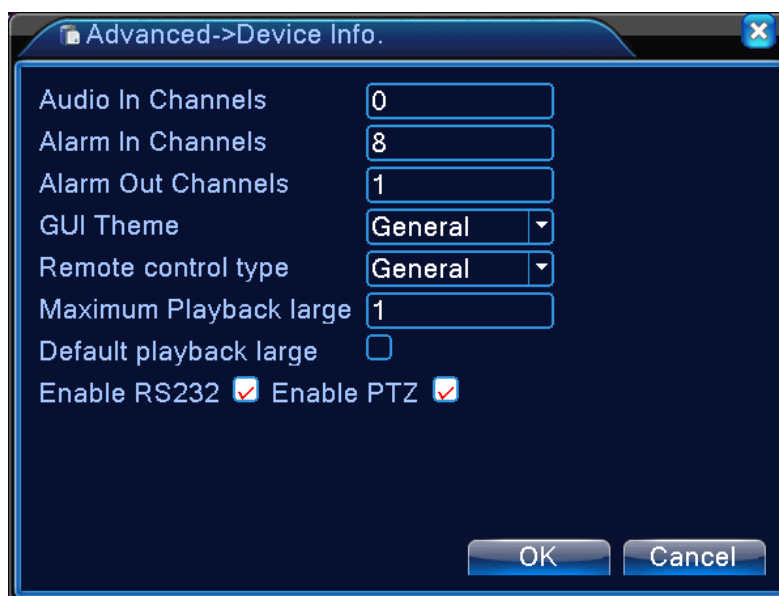 Advanced->Device Info.
Audio In Channels 0
Alarm In Channels 8
Alarm Out Channels 1
GUI Theme General
Remote control type General
Maximum Playback large 1
Default playback large
Enable RS232 Enable PTZ
OK Cancel